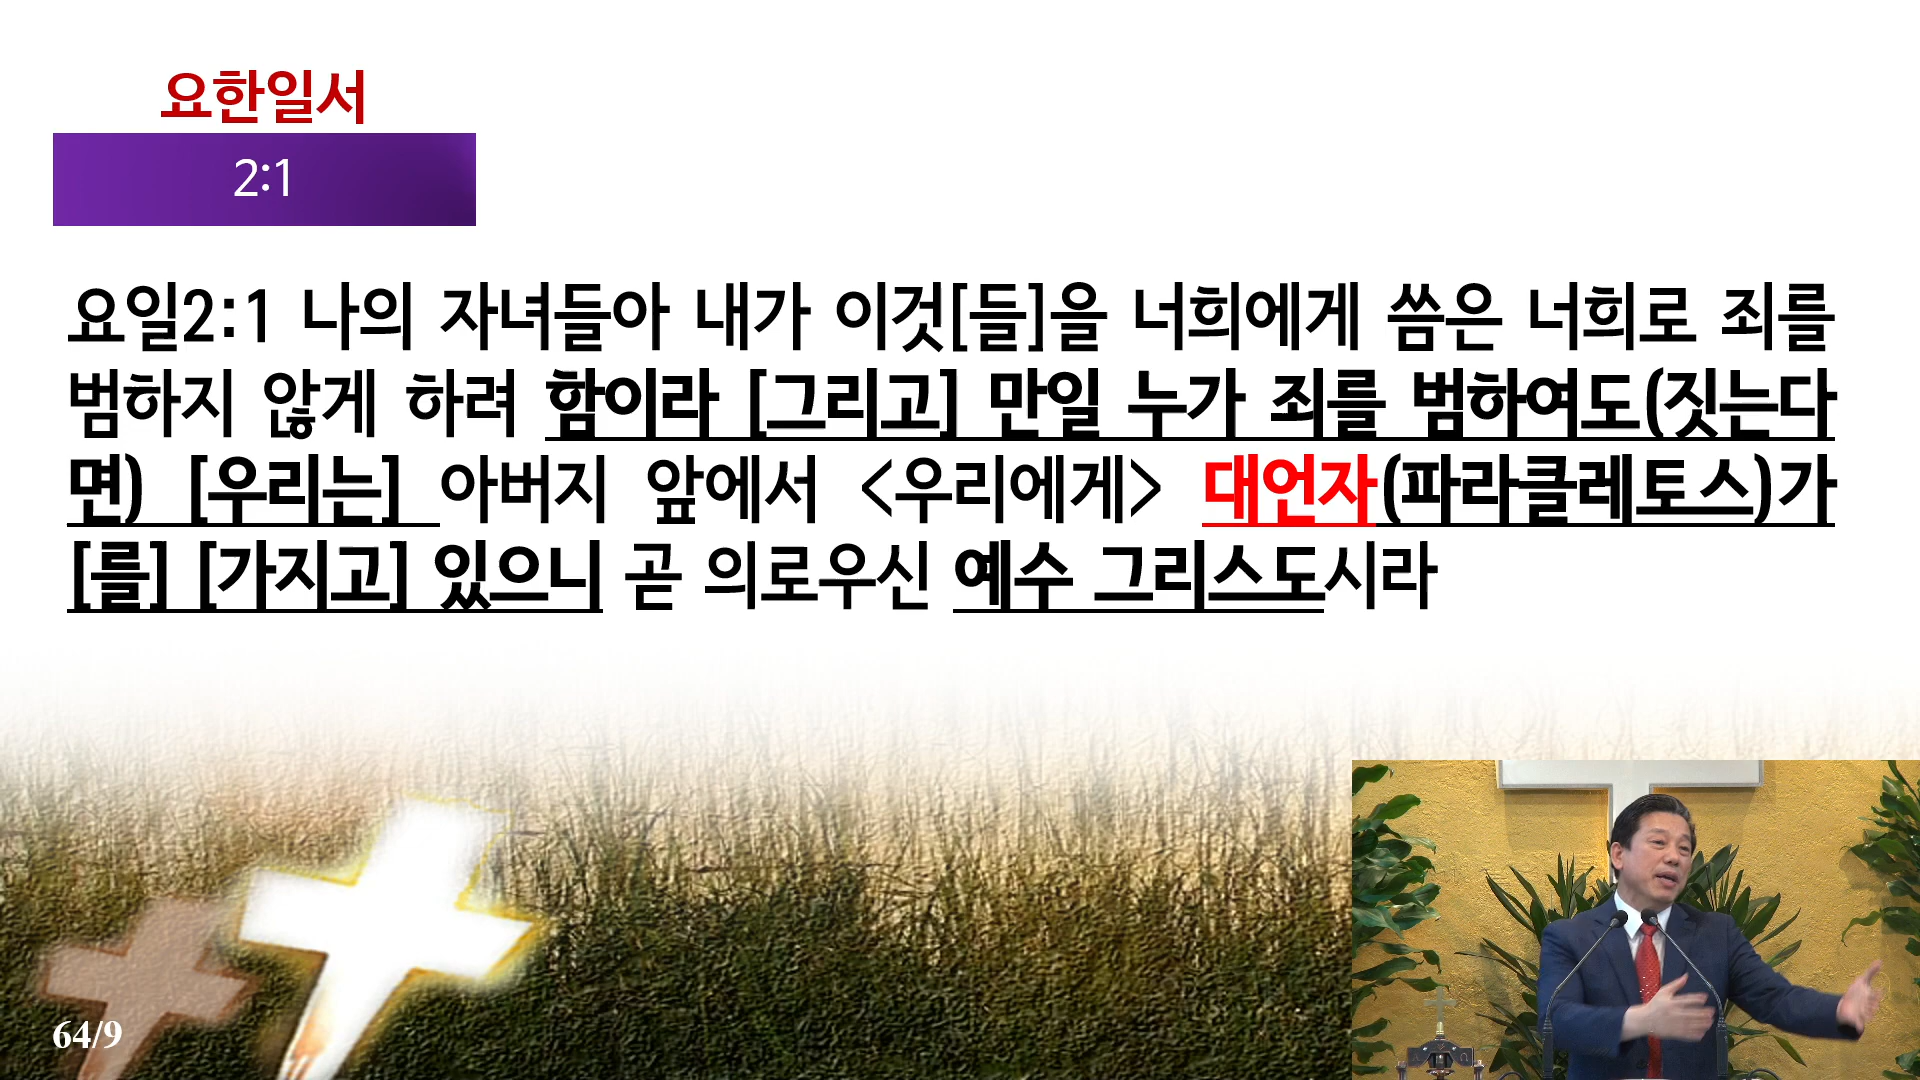 요한일서
2:1
요일2:1 나의 자녀들아 내가 이것[들]을 너희에게 씀은 너희로 죄를
범하지 않게 하려 함이라 [그리고] 만일 누가 죄를 범하여도(짓는다
면) [우리는] 아버지 앞에서 <우리에게> 대언자(파라클레토스)가
[를] [가지고] 있으니 곧 의로우신 예수 그리스도시라
64/9